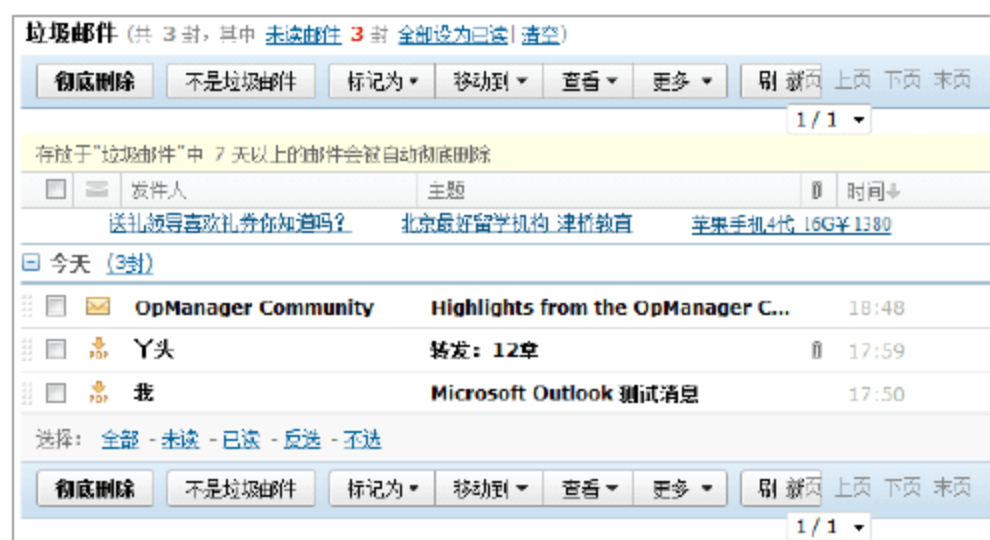 垃圾邮件 (共 3 封，其中 未读邮件 3 封 全部设为已读| 清空)
彻底删除 不是垃圾邮件 标记为 移动到 查看 更多 刷 新页 上页 下页 末页
1/1
存放于"垃圾邮件"中 7 天以上的邮件会被自动彻底删除
发件人 主题 时间↓
送礼领导喜欢礼券你知道吗？ 北京最好留学机构 津桥教育 苹果手机4代 16G¥1380
今天 (3封)
OpManager Community Highlights from the OpManager C... 18:48
POP 丫头 转发：12章 17:59
POP 我 Microsoft Outlook 测试消息 17:50
选择： 全部 - 未读 - 已读 - 反选 - 不选
彻底删除 不是垃圾邮件 标记为 移动到 查看 更多 刷 新页 上页 下页 末页
1/1